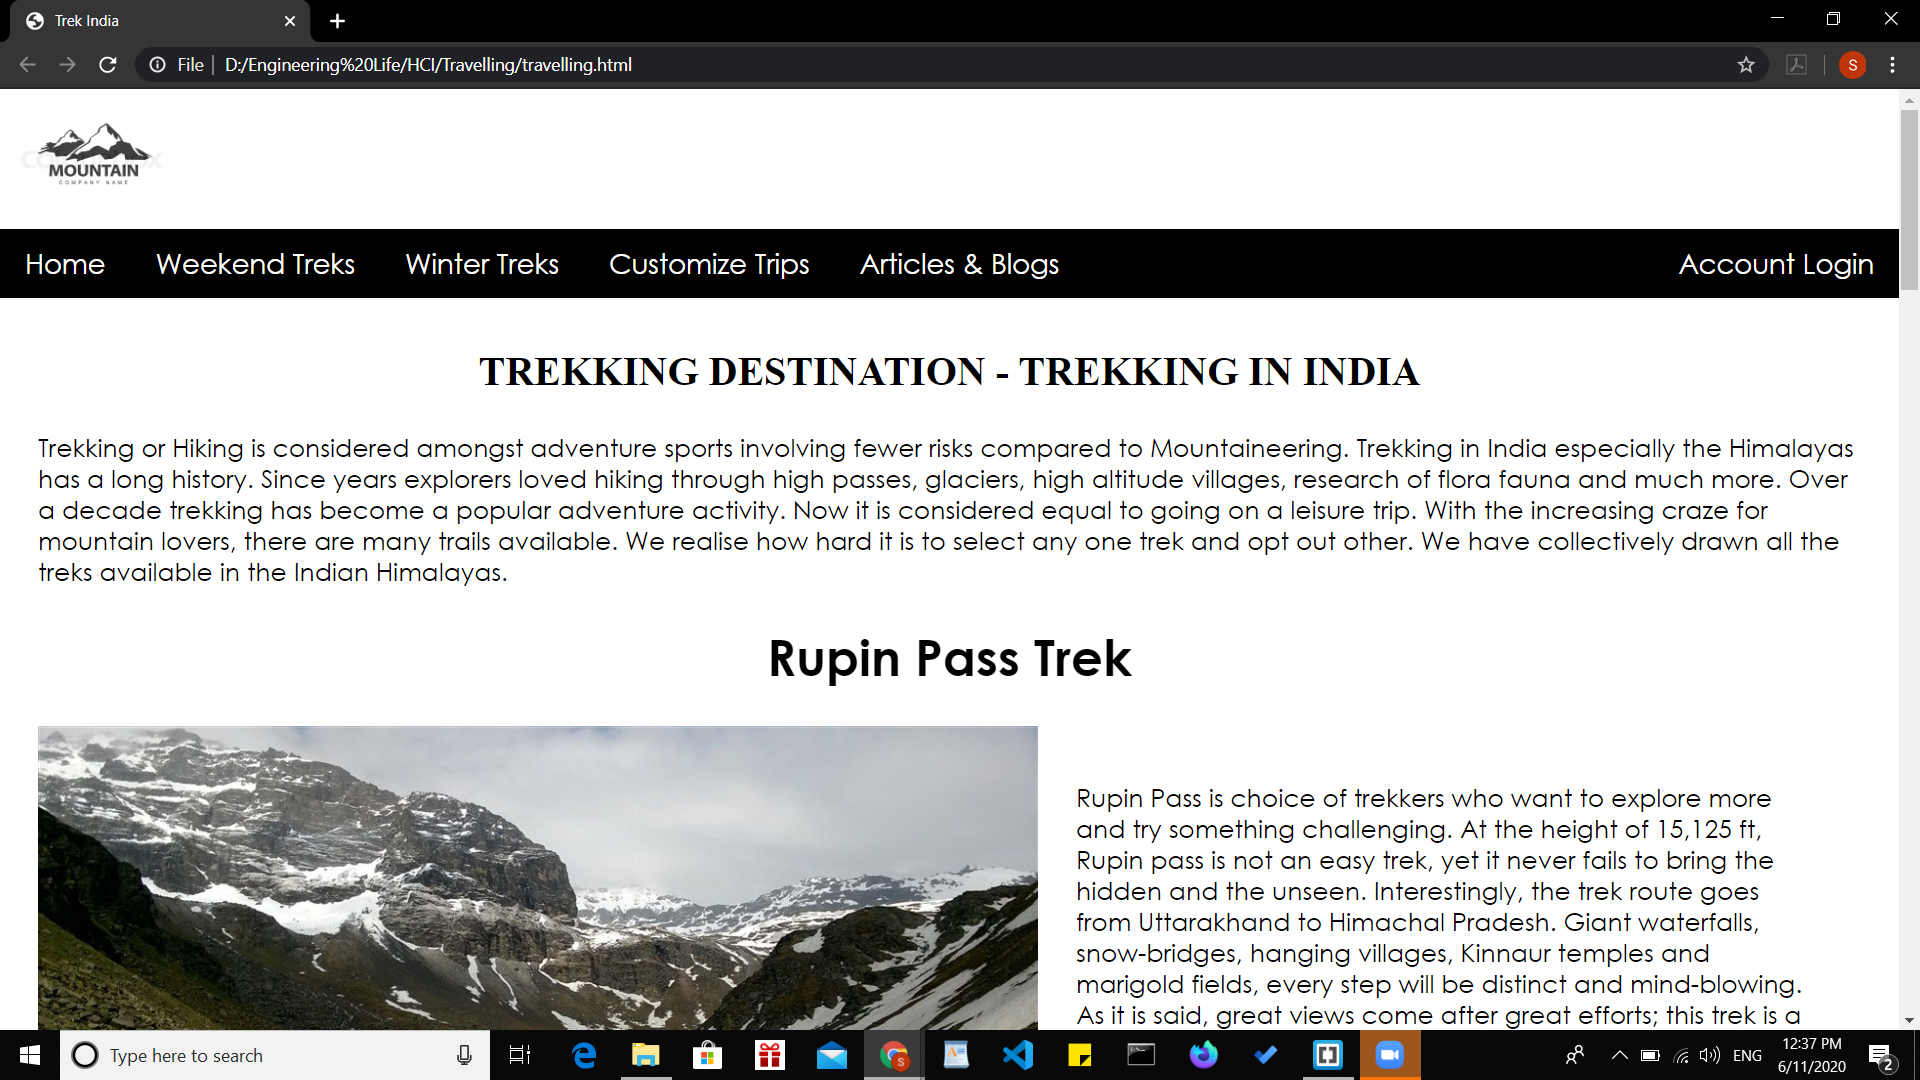 Trek India
File
D:/Engineering%20Life/HCI/Travelling/travelling.html
S
MOUNTAIN
COMPANY NAME
Home
Weekend Treks
Winter Treks
Customize Trips
Articles & Blogs
Account Login
TREKKING DESTINATION - TREKKING IN INDIA
Trekking or Hiking is considered amongst adventure sports involving fewer risks compared to Mountaineering. Trekking in India especially the Himalayas
has a long history. Since years explorers loved hiking through high passes, glaciers, high altitude villages, research of flora fauna and much more. Over
a decade trekking has become a popular adventure activity. Now it is considered equal to going on a leisure trip. With the increasing craze for
mountain lovers, there are many trails available. We realise how hard it is to select any one trek and opt out other. We have collectively drawn all the
treks available in the Indian Himalayas.
Rupin Pass Trek
Rupin Pass is choice of trekkers who want to explore more
and try something challenging. At the height of 15,125 ft,
Rupin pass is not an easy trek, yet it never fails to bring the
hidden and the unseen. Interestingly, the trek route goes
from Uttarakhand to Himachal Pradesh. Giant waterfalls,
snow-bridges, hanging villages, Kinnaur temples and
marigold fields, every step will be distinct and mind-blowing.
As it is said, great views come after great efforts; this trek is a
Type here to search
S
ENG
12:37 PM
6/11/2020
2